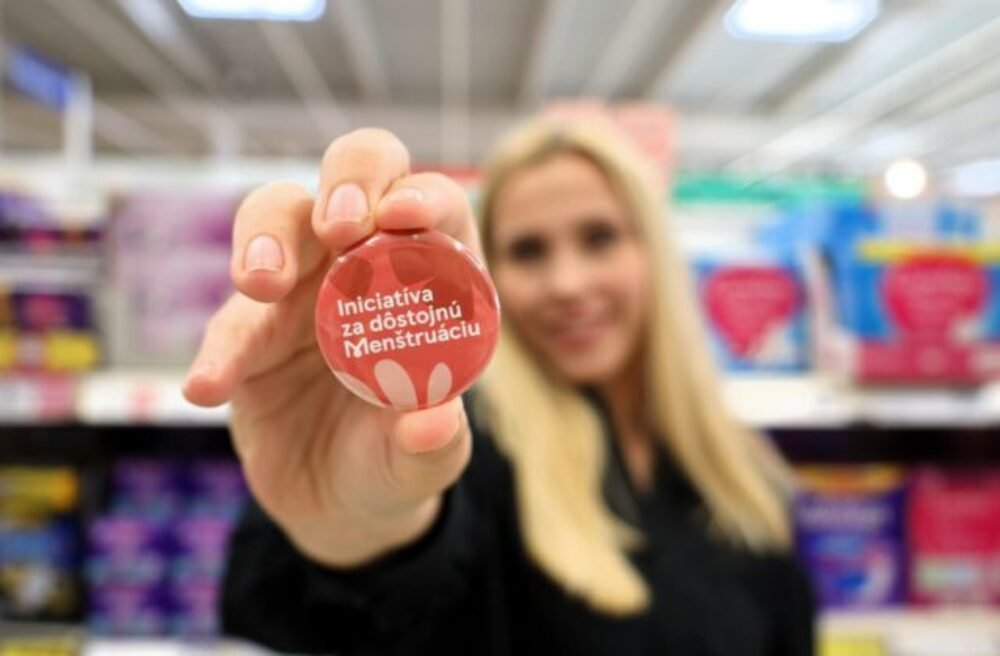 Iniciatíva
za dôstojnú
Menštruáciu